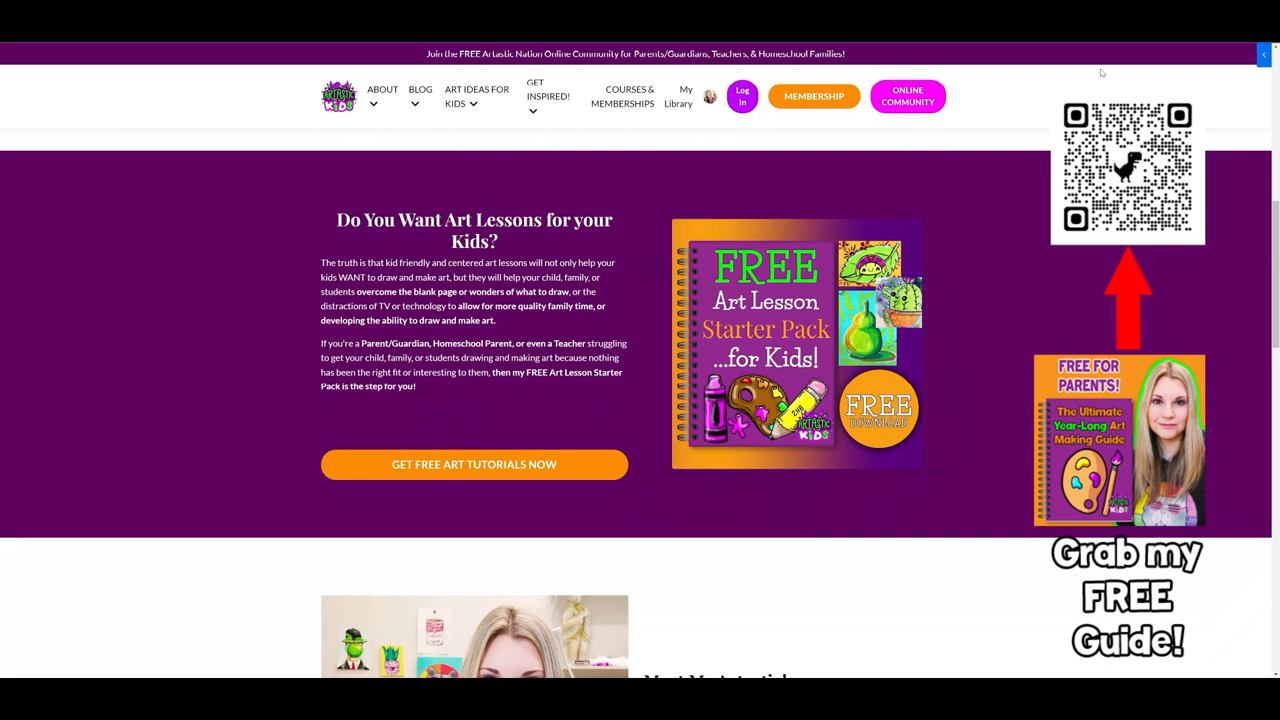 Join the FREE Artastic Nation Online Community for Parents/Guardians, Teachers, & Homeschool Families!
ARTASTIC
KIDS
ABOUT
BLOG
ART IDEAS FOR
KIDS
GET
INSPIRED!
COURSES &
MEMBERSHIPS
My
Library
Log
In
MEMBERSHIP
ONLINE
COMMUNITY
Do You Want Art Lessons for your
Kids?
The truth is that kid friendly and centered art lessons will not only help your
kids WANT to draw and make art, but they will help your child, family, or
students overcome the blank page or wonders of what to draw, or the
distractions of TV or technology to allow for more quality family time, or
developing the ability to draw and make art.
If you're a Parent/Guardian, Homeschool Parent, or even a Teacher struggling
to get your child, family, or students drawing and making art because nothing
has been the right fit or interesting to them, then my FREE Art Lesson Starter
Pack is the step for you!
GET FREE ART TUTORIALS NOW
FREE
Art Lesson
Starter Pack
...for Kids!
2HB
ARTASTIC
KIDS
FREE
DOWNLOAD
FREE FOR
PARENTS!
The Ultimate
Year-Long Art
Making Guide
ARTASTIC
KIDS
Grab my
FREE
Guide!